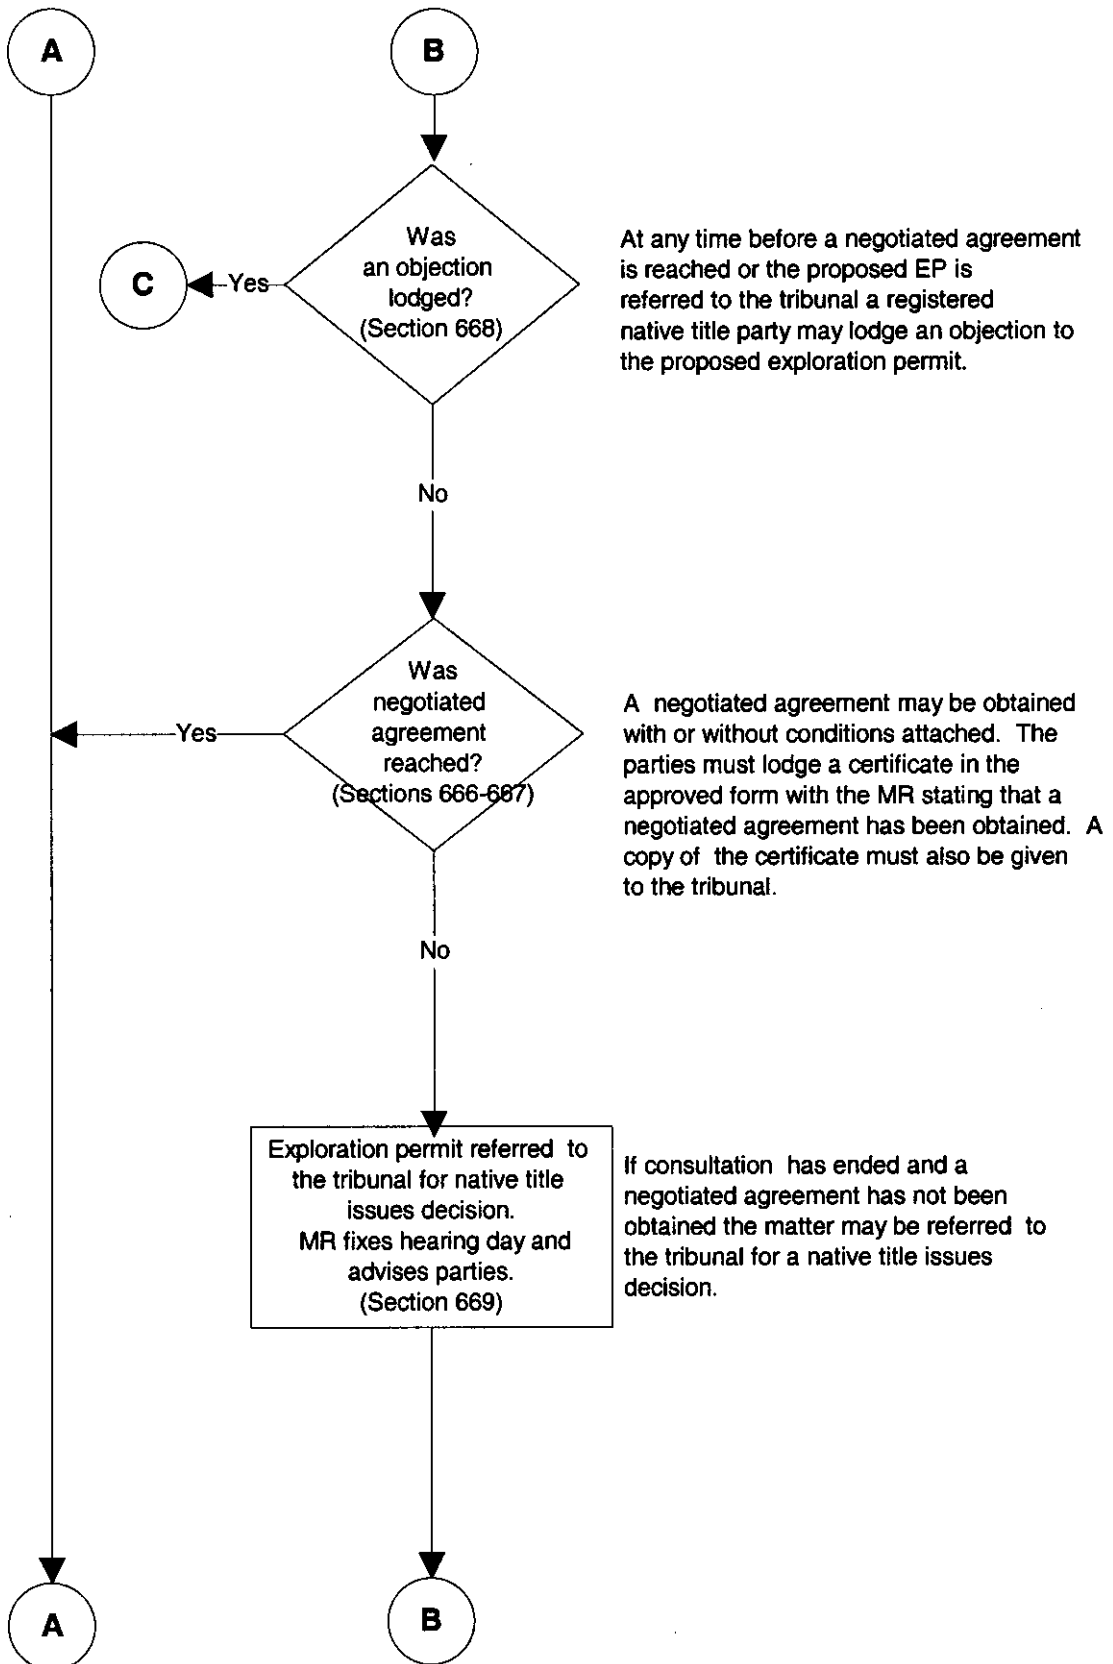 A
B
Was
an objection
lodged?
(Section 668)
Yes
C
At any time before a negotiated agreement
is reached or the proposed EP is
referred to the tribunal a registered
native title party may lodge an objection to
the proposed exploration permit.
No
Was
negotiated
agreement
reached?
(Sections 666-667)
Yes
A negotiated agreement may be obtained
with or without conditions attached. The
parties must lodge a certificate in the
approved form with the MR stating that a
negotiated agreement has been obtained. A
copy of the certificate must also be given
to the tribunal.
No
Exploration permit referred to
the tribunal for native title
issues decision.
MR fixes hearing day and
advises parties.
(Section 669)
If consultation has ended and a
negotiated agreement has not been
obtained the matter may be referred to
the tribunal for a native title issues
decision.
A
B